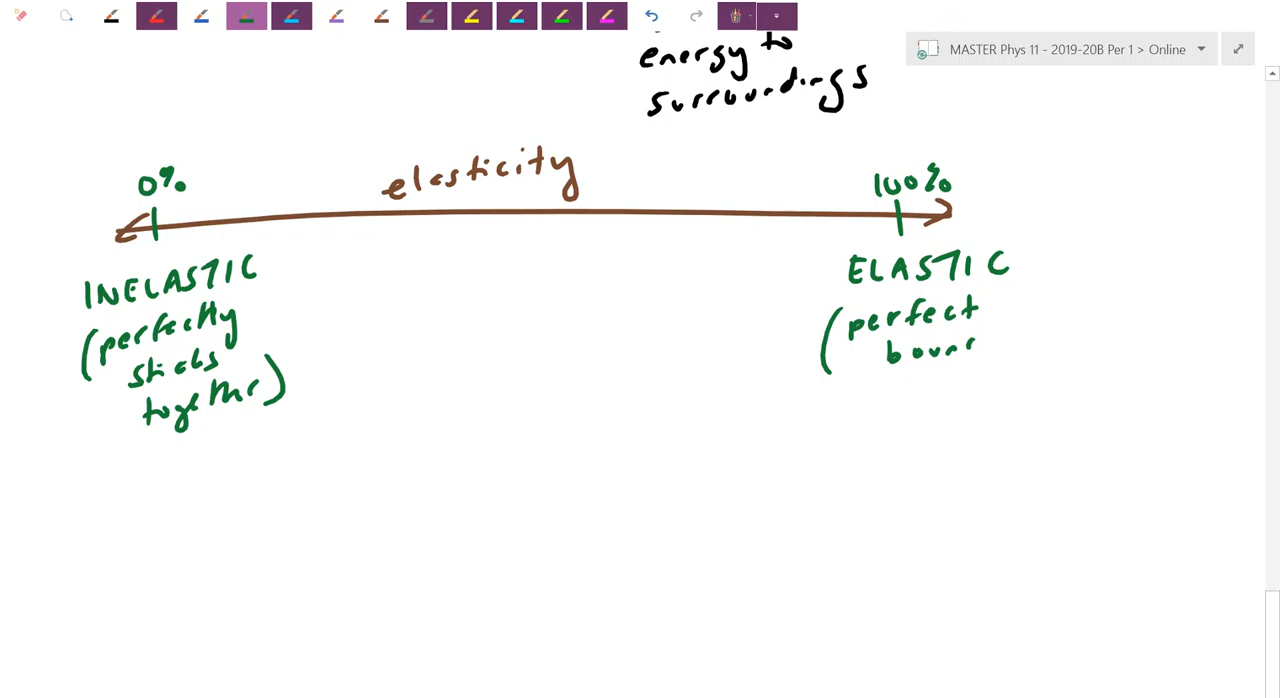 MASTER Phys 11 - 2019-20B Per 1 > Online
energy to
surroundings
elasticity
0%
100%
INELASTIC
(perfectly
sticks
together)
ELASTIC
(perfect